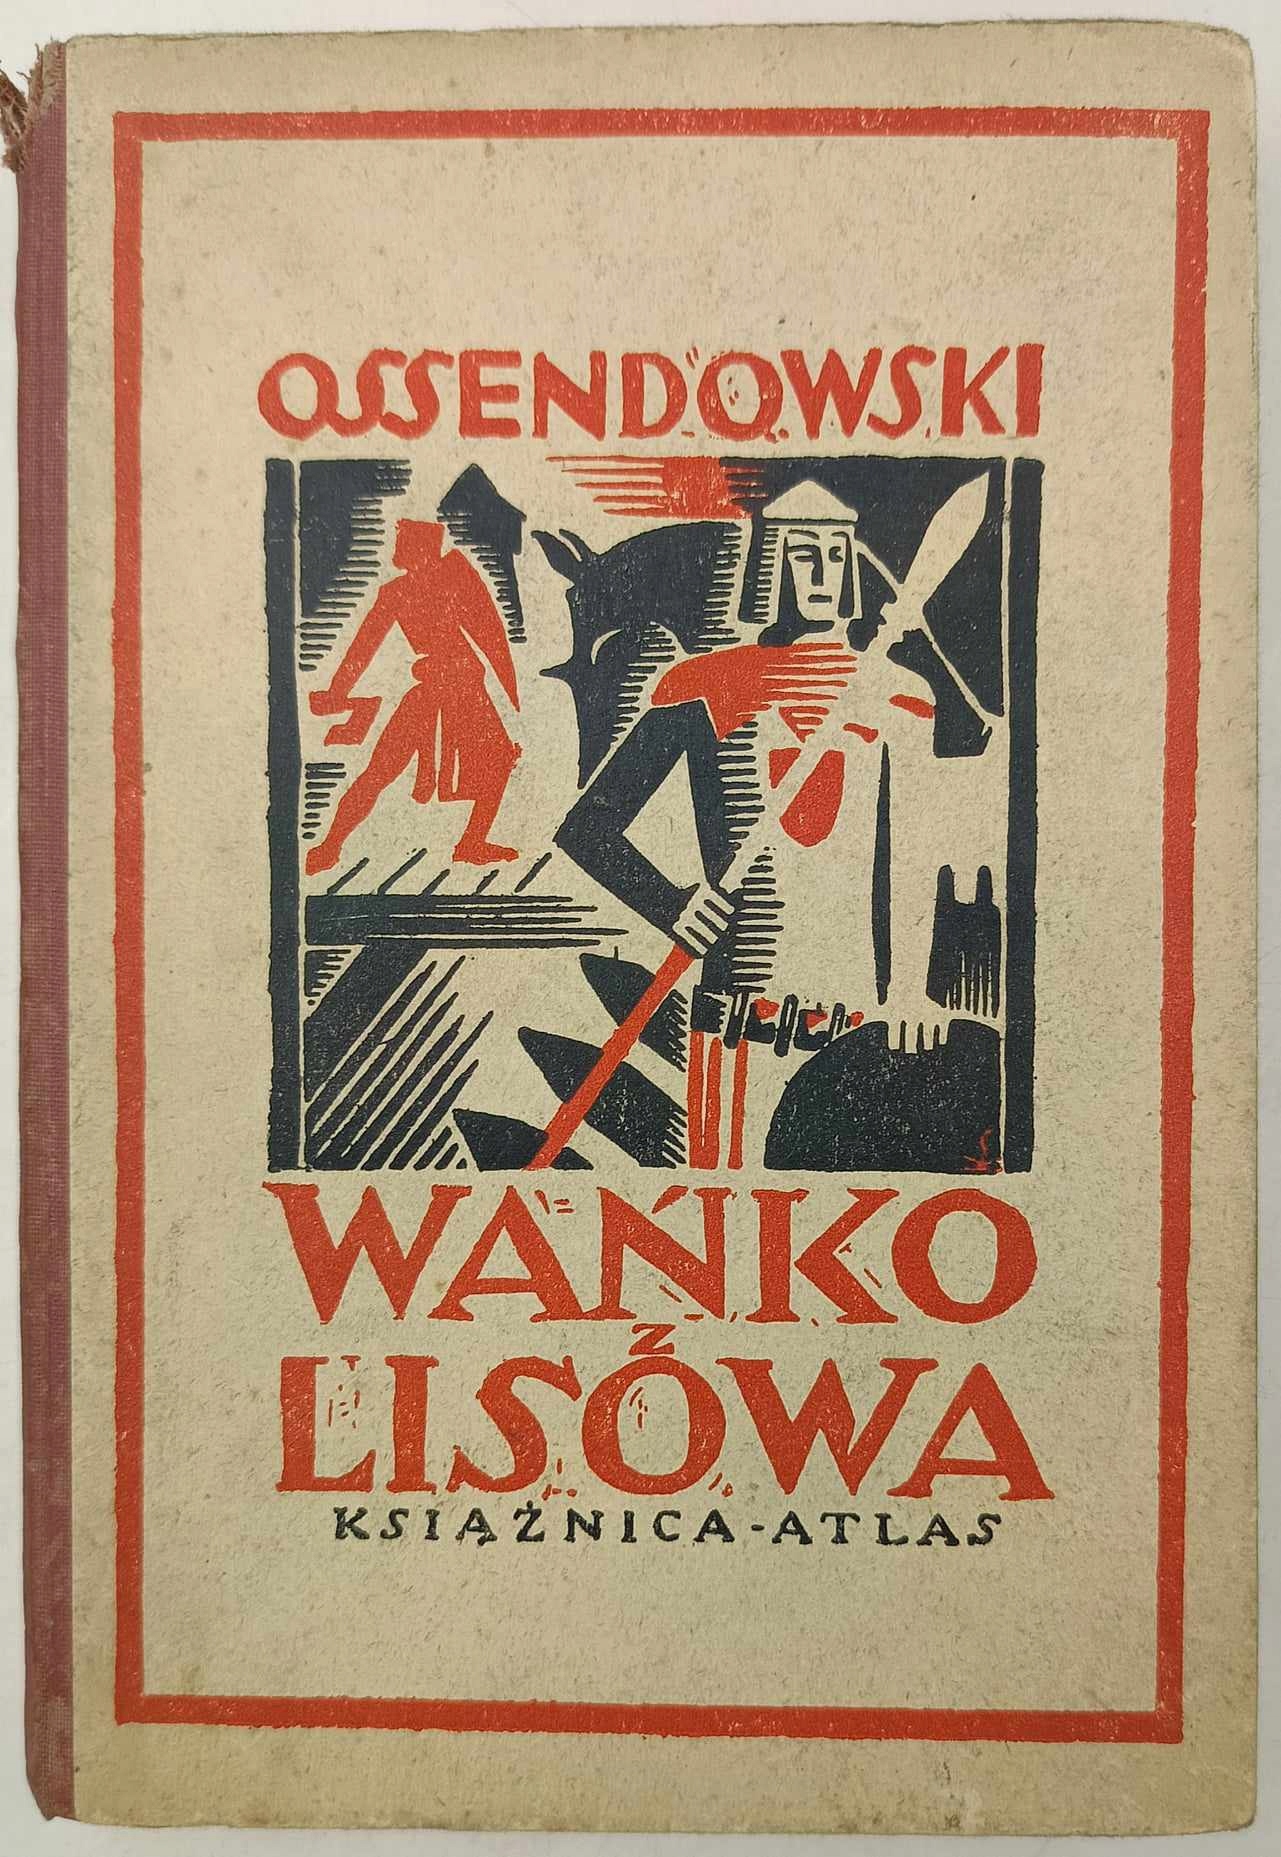 OSSENDOWSKI
WAŃKO
Z
LISOWA
KSIĄŻNICA-ATLAS